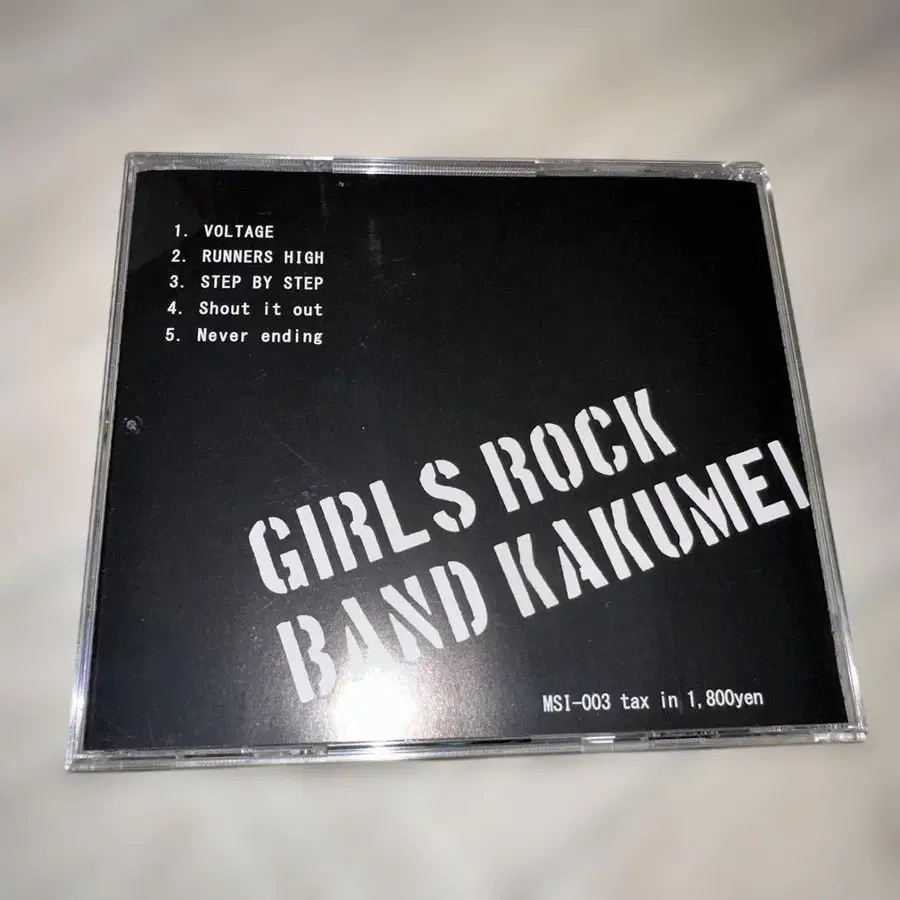 1. VOLTAGE
2. RUNNERS HIGH
3. STEP BY STEP
4. Shout it out
5. Never ending
GIRLS ROCK
BAND KAKUMEI
MSI-003 tax in 1,800yen